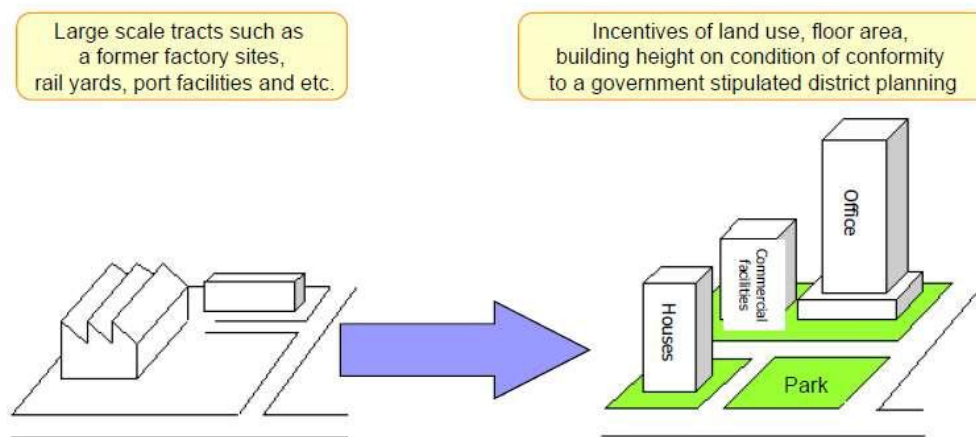 Large scale tracts such as
a former factory sites,
rail yards, port facilities and etc.
Incentives of land use, floor area,
building height on condition of conformity
to a government stipulated district planning
Office
Commercial
facilities
Houses
Park